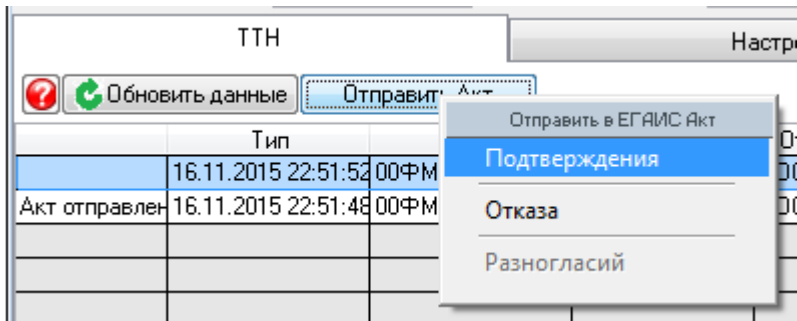 ТТН
Обновить данные
Отправить Акт
Отправить в ЕГАИС Акт
Тип
Подтверждения
16.11.2015 22:51:52 00ФМ
Акт отправлен 16.11.2015 22:51:48 00ФМ
Отказа
Разногласий